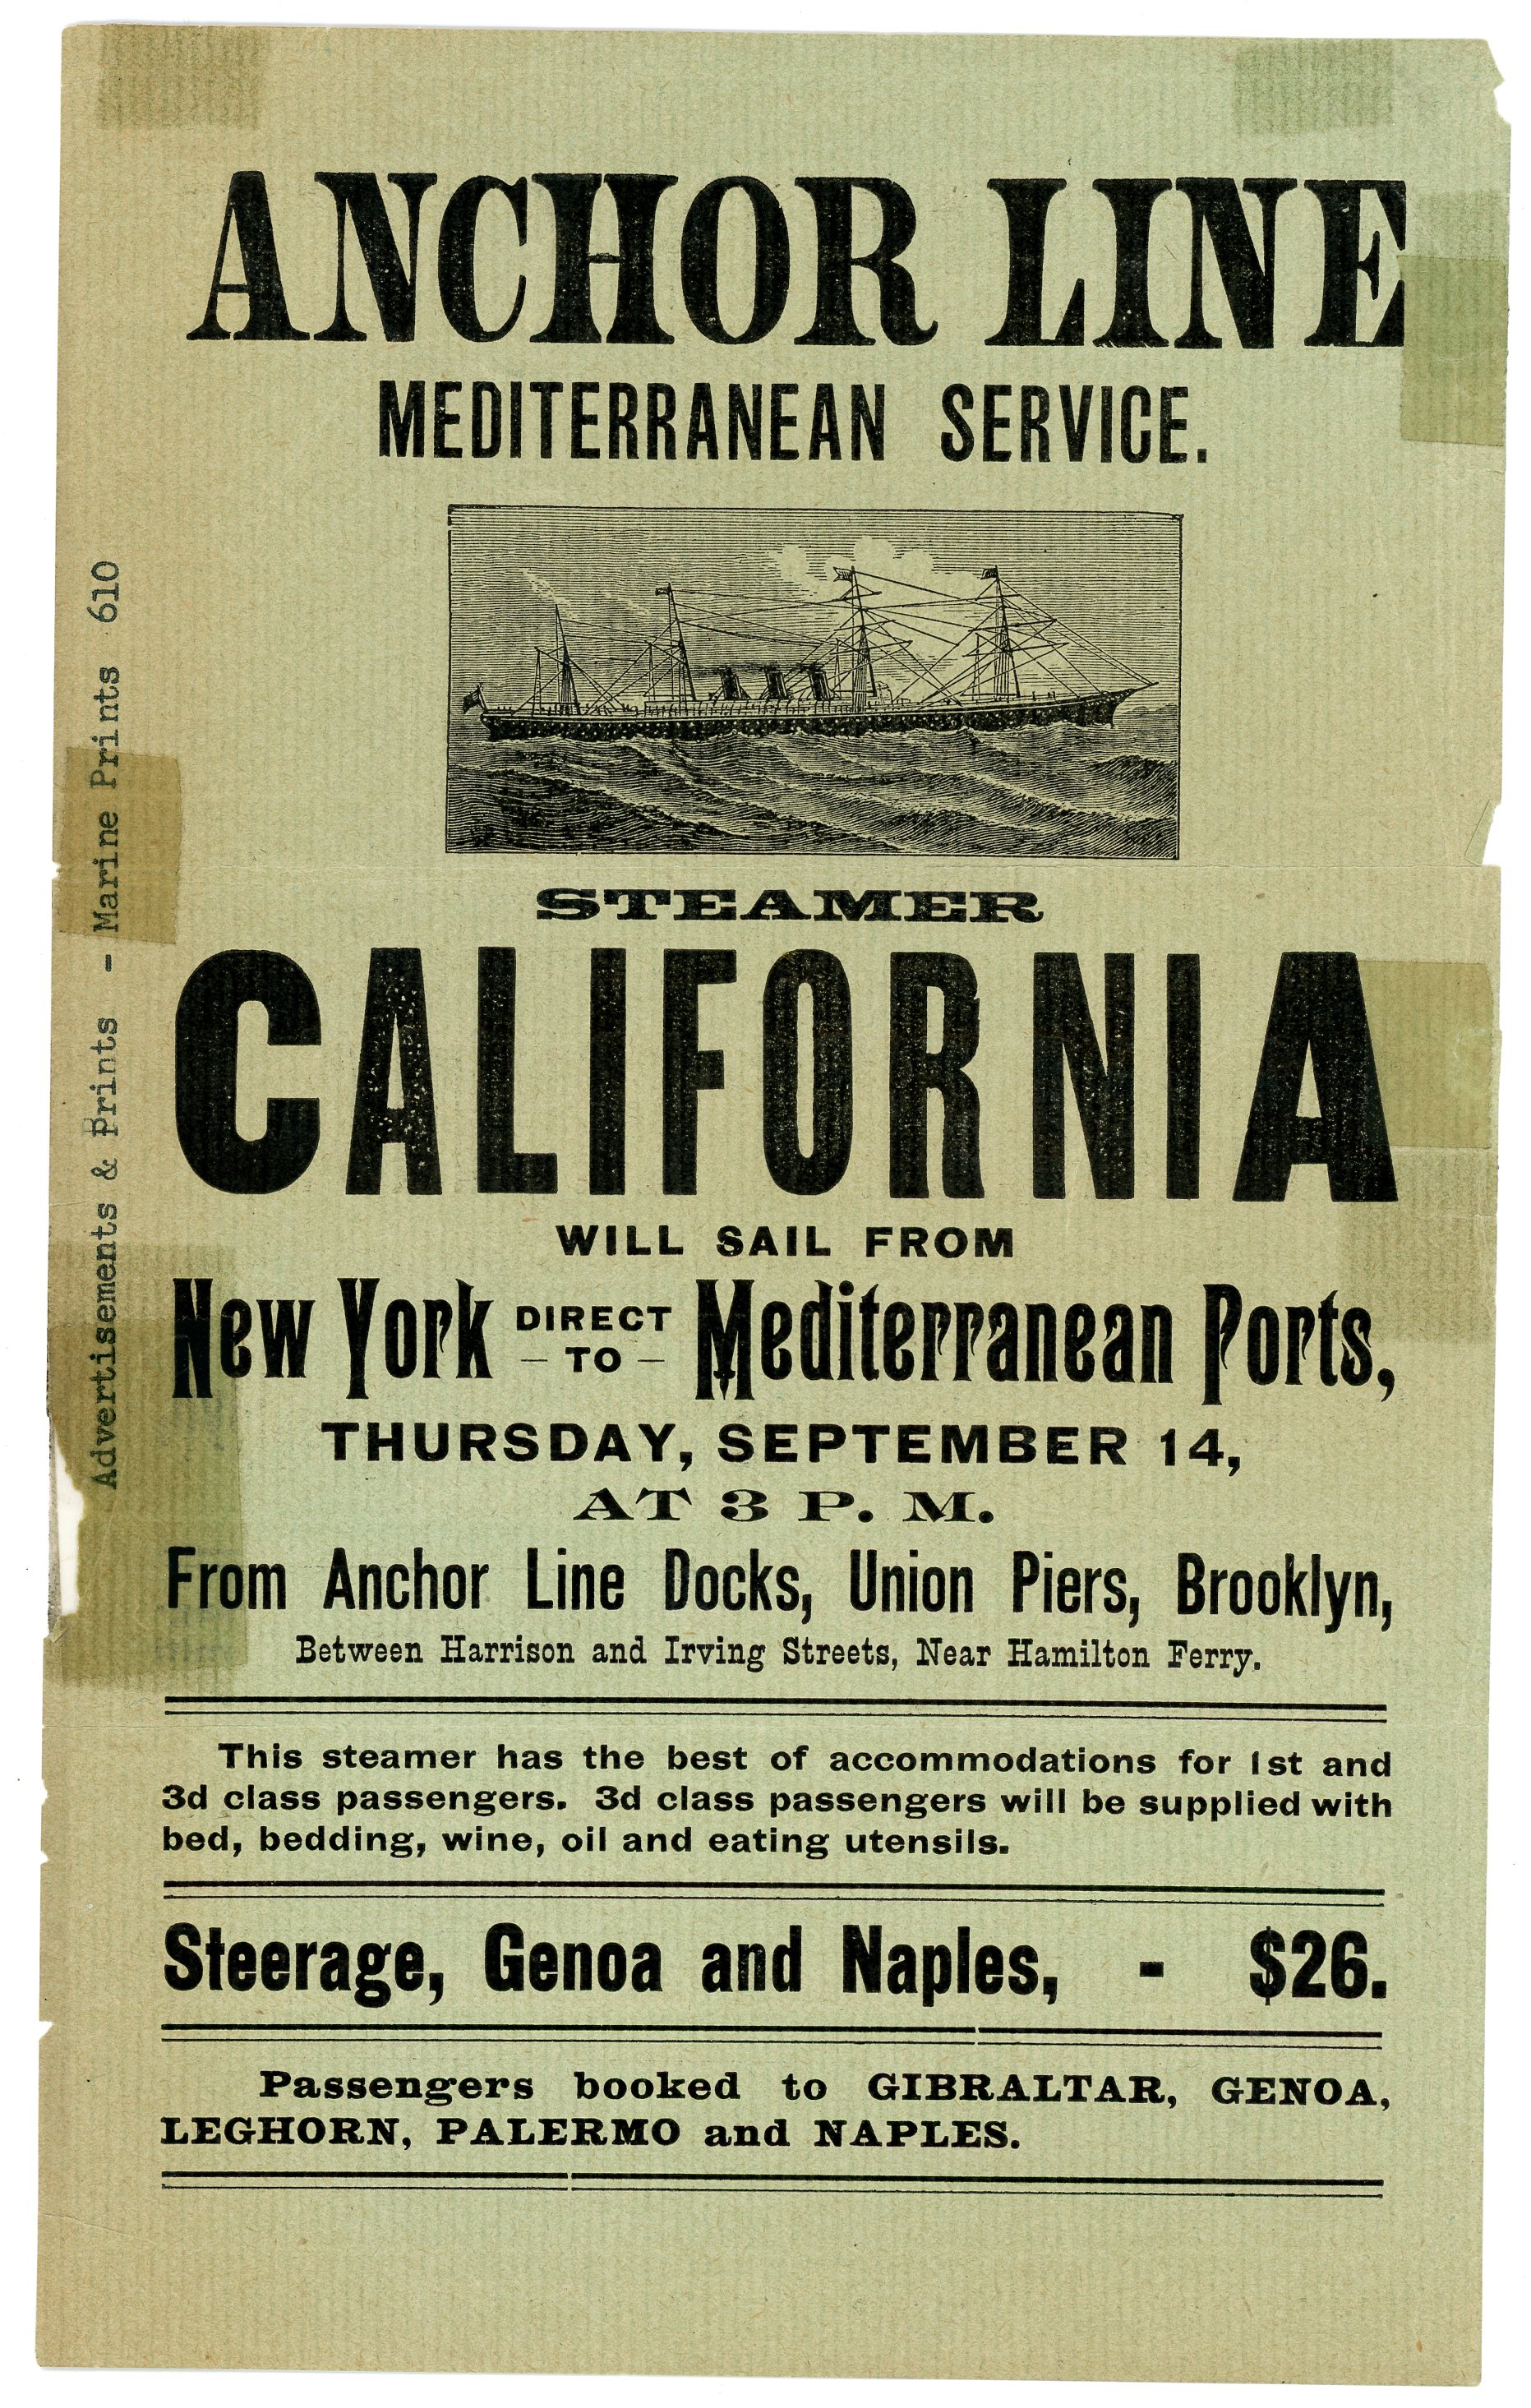 ANCHOR LINE
MEDITERRANEAN SERVICE.
STEAMER
CALIFORNIA
WILL SAIL FROM
New York DIRECT – TO – Mediterranean Ports,
THURSDAY, SEPTEMBER 14,
AT 3 P. M.
From Anchor Line Docks, Union Piers, Brooklyn,
Between Harrison and Irving Streets, Near Hamilton Ferry.
This steamer has the best of accommodations for 1st and
3d class passengers. 3d class passengers will be supplied with
bed, bedding, wine, oil and eating utensils.
Steerage, Genoa and Naples, - $26.
Passengers booked to GIBRALTAR, GENOA,
LEGHORN, PALERMO and NAPLES.
Advertisements & Prints - Marine Prints 610